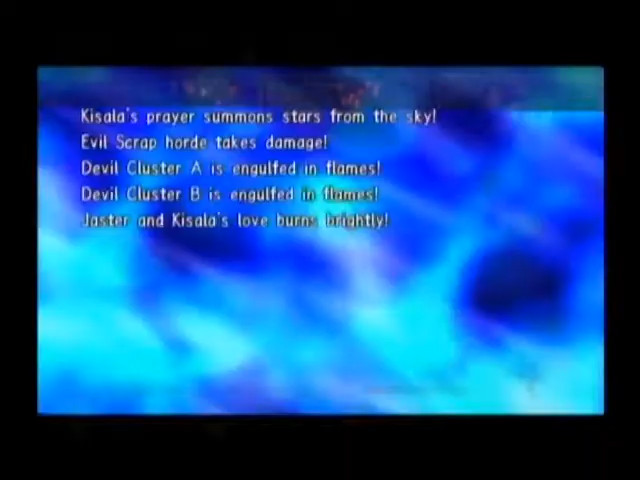 Kisala's prayer summons stars from the sky!
Evil Scrap horde takes damage!
Devil Cluster A is engulfed in flames!
Devil Cluster B is engulfed in flames!
Jaster and Kisala's love burns brightly!